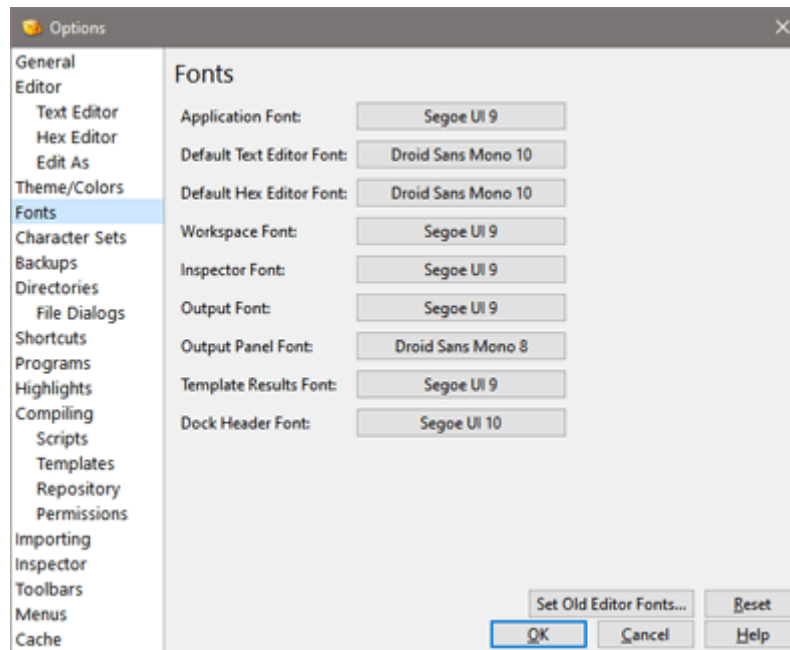 Options
General
Editor
Text Editor
Hex Editor
Edit As
Theme/Colors
Fonts
Character Sets
Backups
Directories
File Dialogs
Shortcuts
Programs
Highlights
Compiling
Scripts
Templates
Repository
Permissions
Importing
Inspector
Toolbars
Menus
Cache
Fonts
Application Font: Segoe UI 9
Default Text Editor Font: Droid Sans Mono 10
Default Hex Editor Font: Droid Sans Mono 10
Workspace Font: Segoe UI 9
Inspector Font: Segoe UI 9
Output Font: Segoe UI 9
Output Panel Font: Droid Sans Mono 8
Template Results Font: Segoe UI 9
Dock Header Font: Segoe UI 10
Set Old Editor Fonts... Reset
OK Cancel Help